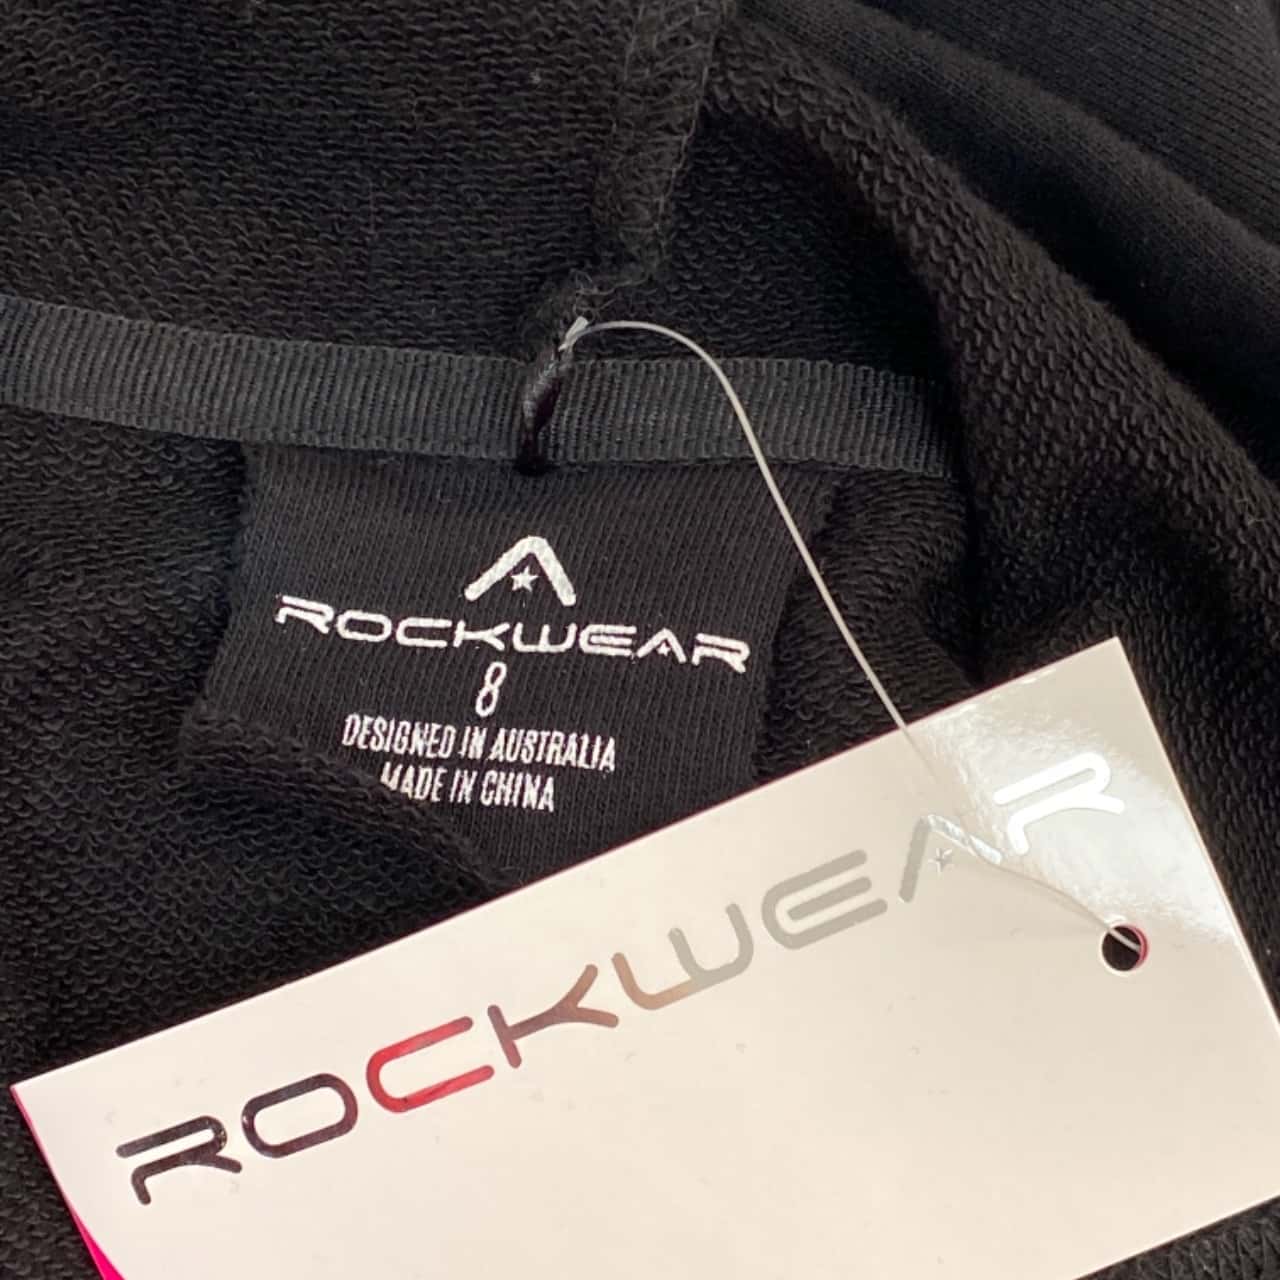 ROCKWEAR
8
DESIGNED IN AUSTRALIA
MADE IN CHINA
ROCKWEAR